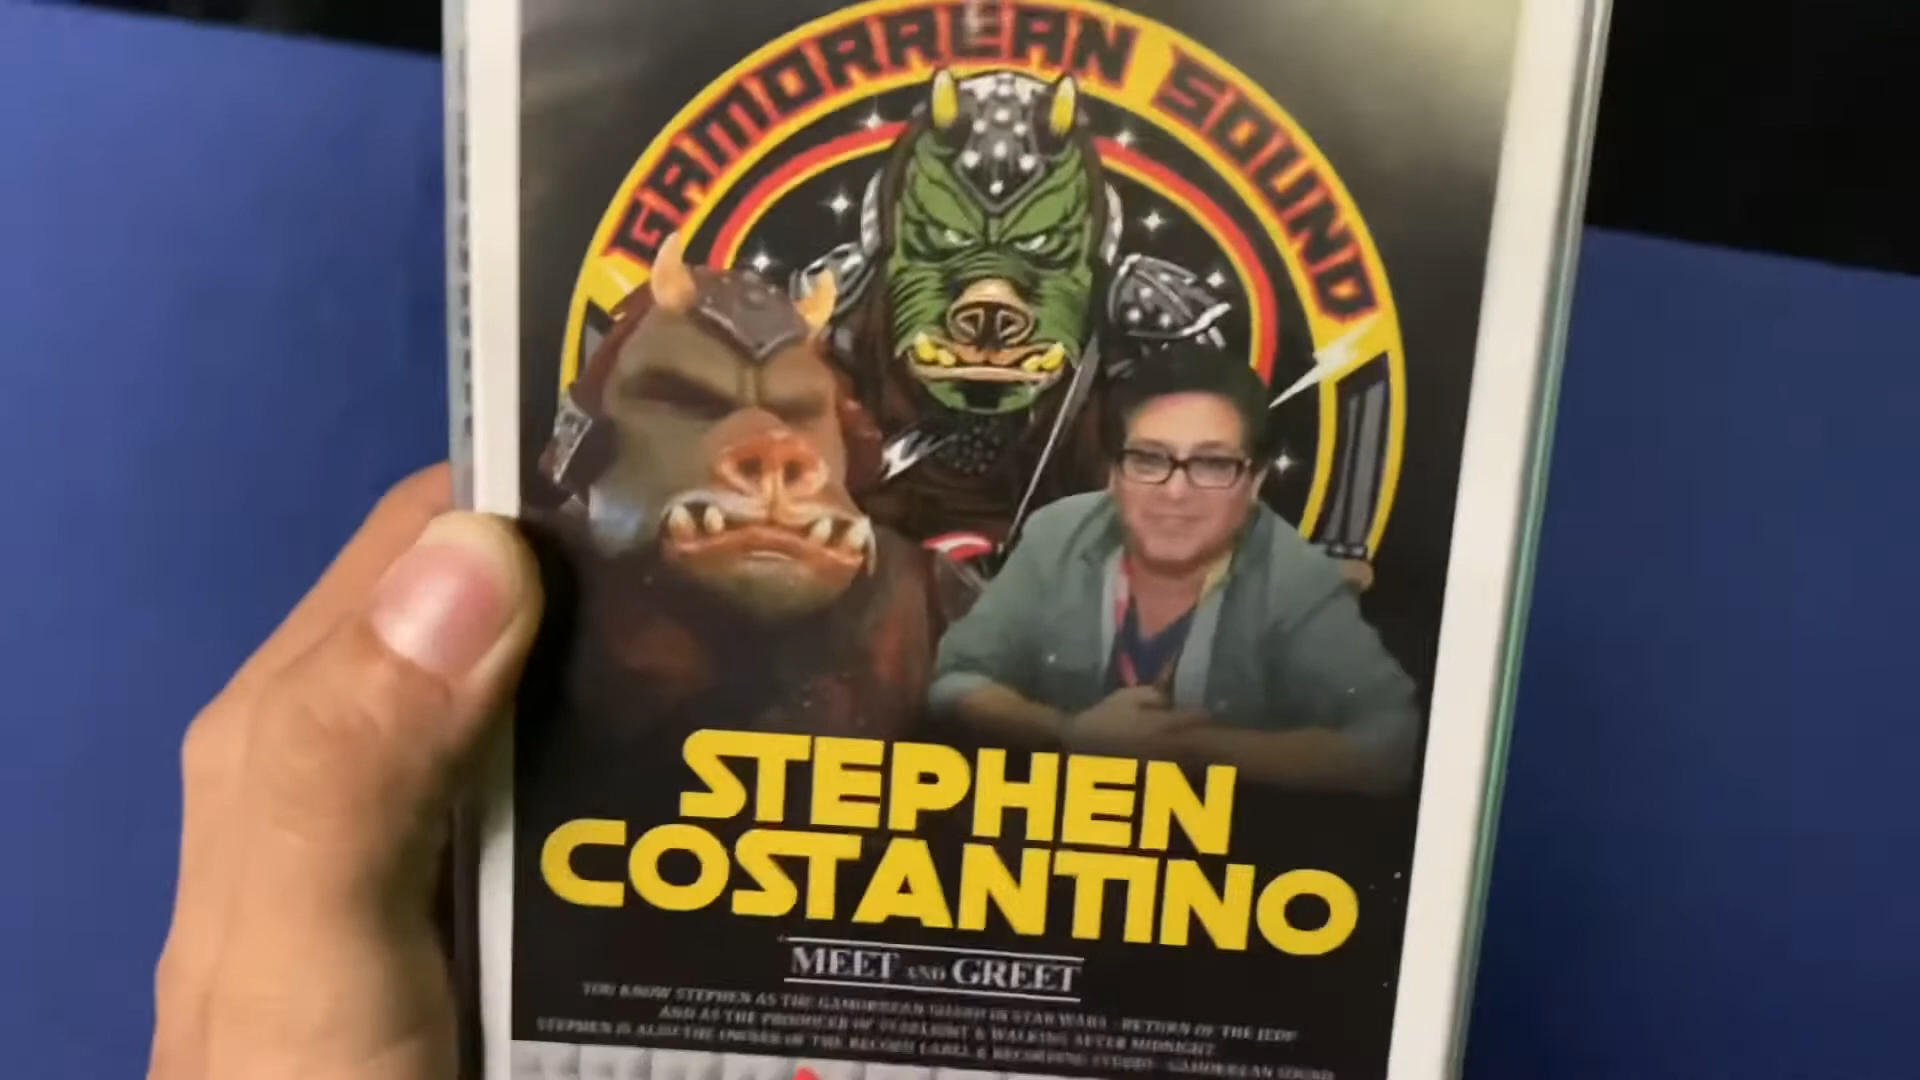 GAMORREAN SOUND
STEPHEN
COSTANTINO
MEET AND GREET
YOU KNOW STEPHEN AS THE GAMORREAN GUARD IN STAR WARS - RETURN OF THE JEDI
AND AS THE PRODUCER OF STARLIGHT & WALKING AFTER MIDNIGHT
STEPHEN IS ALSO THE OWNER OF THE RECORD LABEL & RECORDING STUDIO - GAMORREAN SOUND